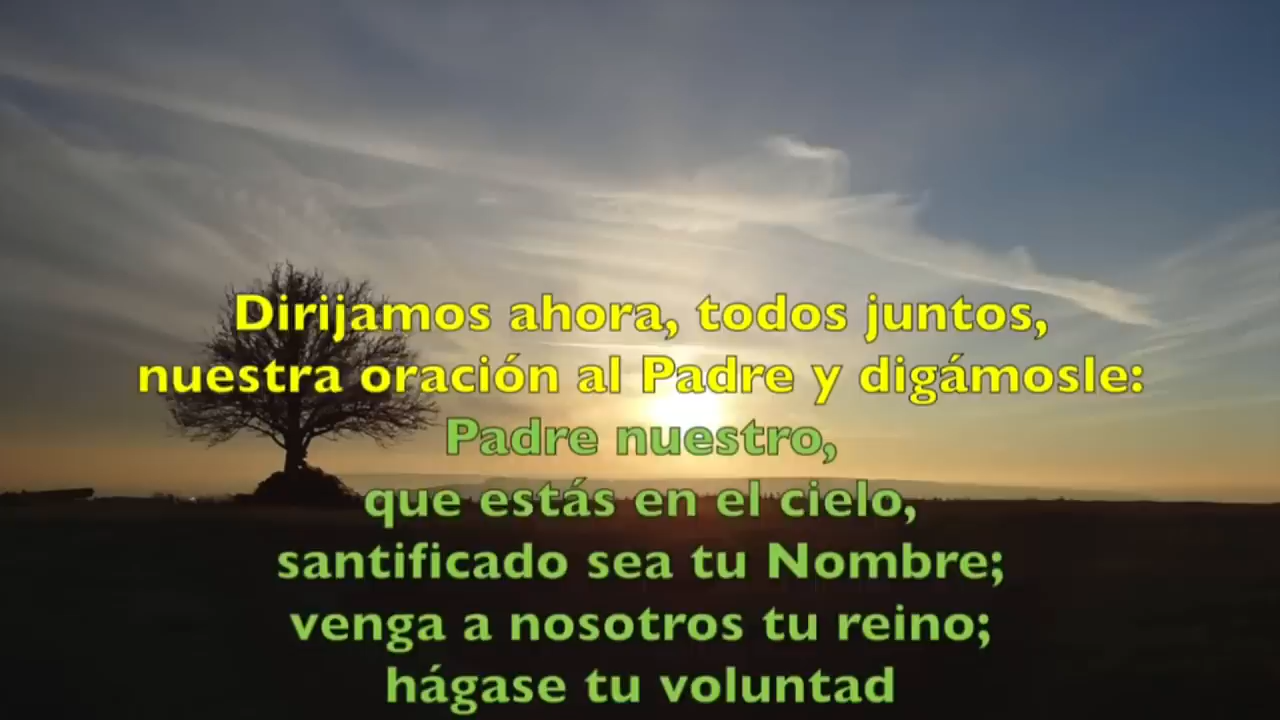 Dirijamos ahora, todos juntos,
nuestra oración al Padre y digámosle:
Padre nuestro,
que estás en el cielo,
santificado sea tu Nombre;
venga a nosotros tu reino;
hágase tu voluntad